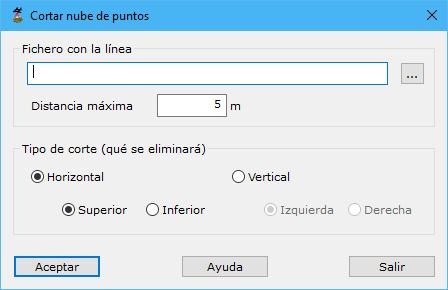 Cortar nube de puntos
Fichero con la línea
...
Distancia máxima 5 m
Tipo de corte (qué se eliminará)
Horizontal Vertical
Superior Inferior Izquierda Derecha
Aceptar Ayuda Salir